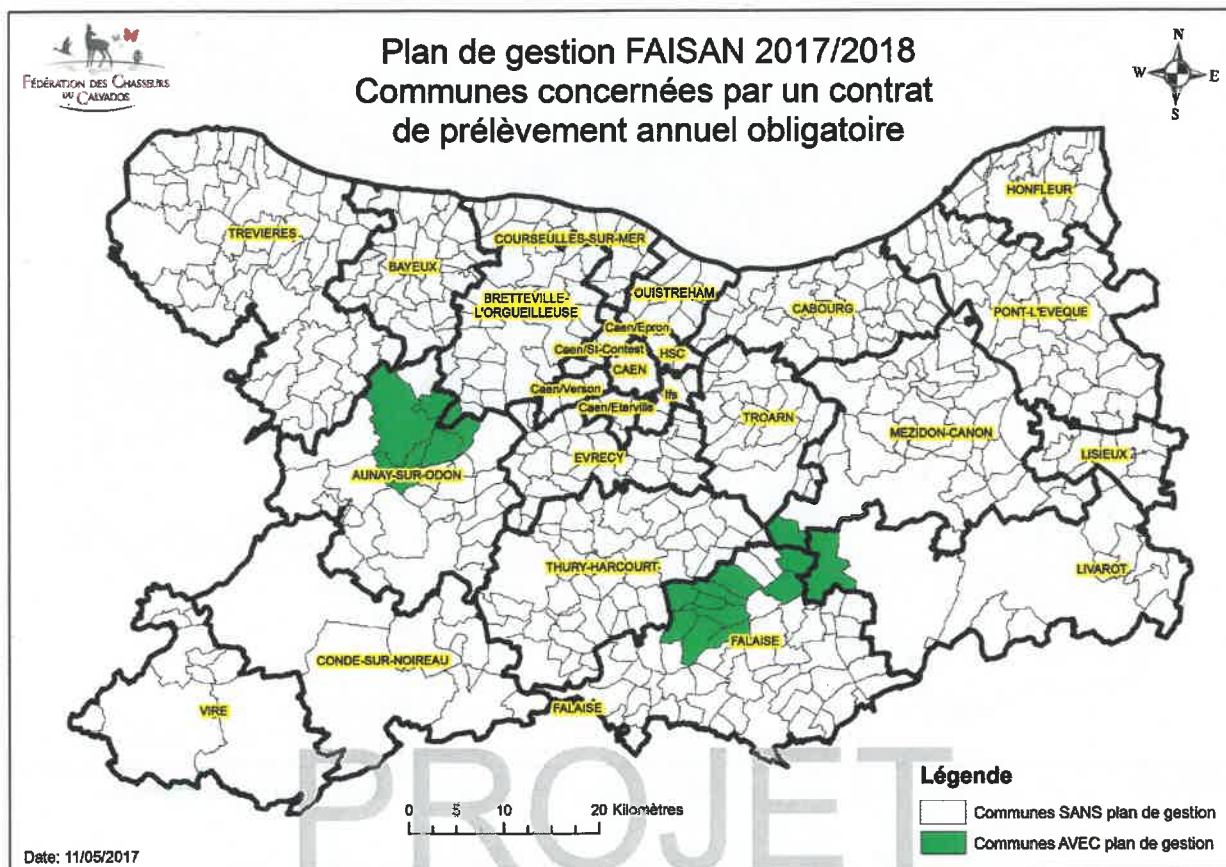 FÉDÉRATION DES CHASSEURS
DU CALVADOS
Plan de gestion FAISAN 2017/2018
Communes concernées par un contrat
de prélèvement annuel obligatoire
N
W
E
S
HONFLEUR
TREVIERES
COURSEULLES-SUR-MER
BAYEUX
BRETTEVILLE-
L'ORGUEILLEUSE
OUISTREHAM
CABOURG
PONT-L'EVEQUE
Caen/Epron
Caen/St-Contest
HSC
CAEN
Caen/Verson
Ifs
Caen/Eterville
TROARN
MEZIDON-CANON
LISIEUX 2
EVRECY
AUNAY-SUR-ODON
THURY-HARCOURT
LIVAROT
FALAISE
CONDE-SUR-NOIREAU
VIRE
FALAISE
PROJET
0 5 10 20 Kilomètres
Légende
Communes SANS plan de gestion
Communes AVEC plan de gestion
Date: 11/05/2017